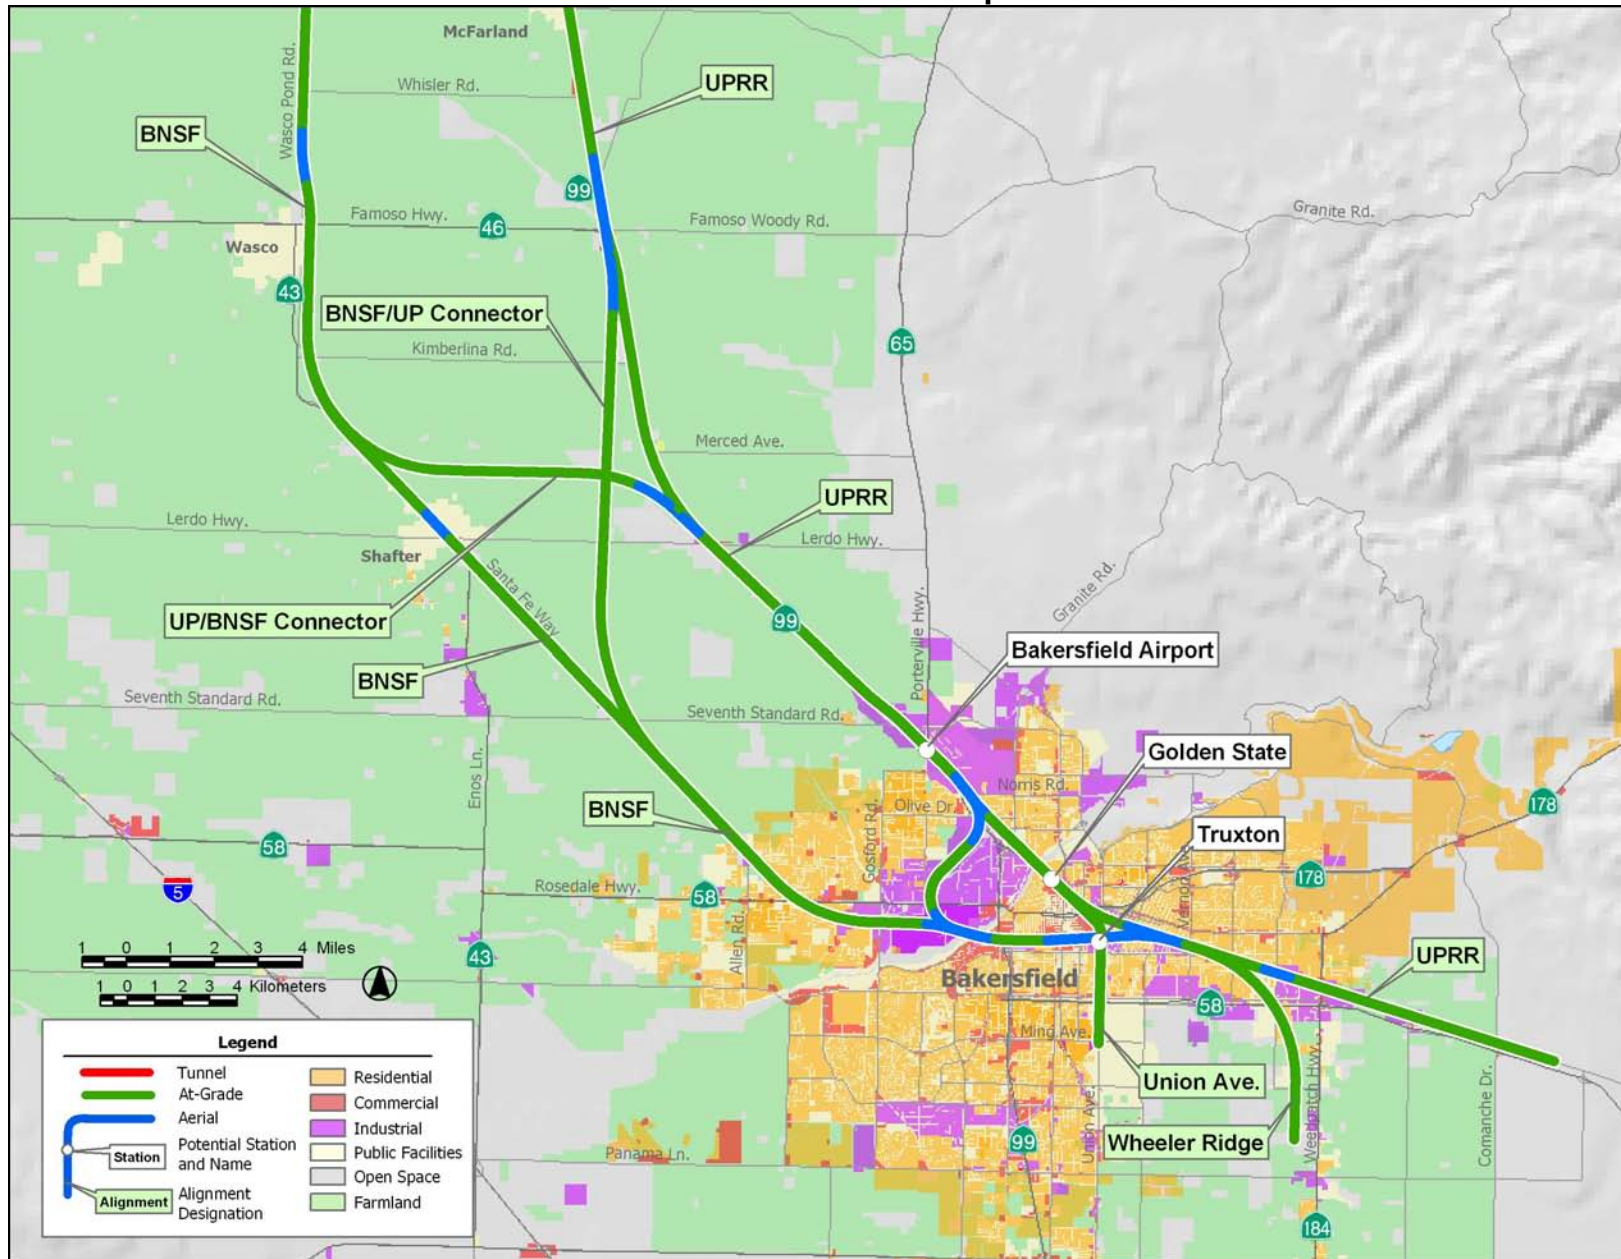 McFarland
Wasco Pond Rd.
Whisler Rd.
UPRR
BNSF
99
Famoso Hwy.
46
Famoso Woody Rd.
Granite Rd.
Wasco
43
BNSF/UP Connector
65
Kimberlina Rd.
Merced Ave.
UPRR
Lerdo Hwy.
Lerdo Hwy.
Shafter
Santa Fe Way
Granite Rd.
UP/BNSF Connector
99
Porterville Hwy.
Bakersfield Airport
BNSF
Seventh Standard Rd.
Seventh Standard Rd.
Golden State
Enos Ln.
Norris Rd.
BNSF
Olive Dr.
178
Gosford Rd.
Truxton
58
5
Rosedale Hwy.
58
178
Vernon Ave.
Allen Rd.
1 0 1 2 3 4 Miles
43
UPRR
1 0 1 2 3 4 Kilometers
Bakersfield
58
Ming Ave.
Union Ave.
Weedpatch Hwy.
Comanche Dr.
Union Ave.
Wheeler Ridge
99
Panama Ln.
184
Legend
Tunnel
At-Grade
Aerial
Station
Potential Station
and Name
Alignment
Alignment
Designation
Residential
Commercial
Industrial
Public Facilities
Open Space
Farmland